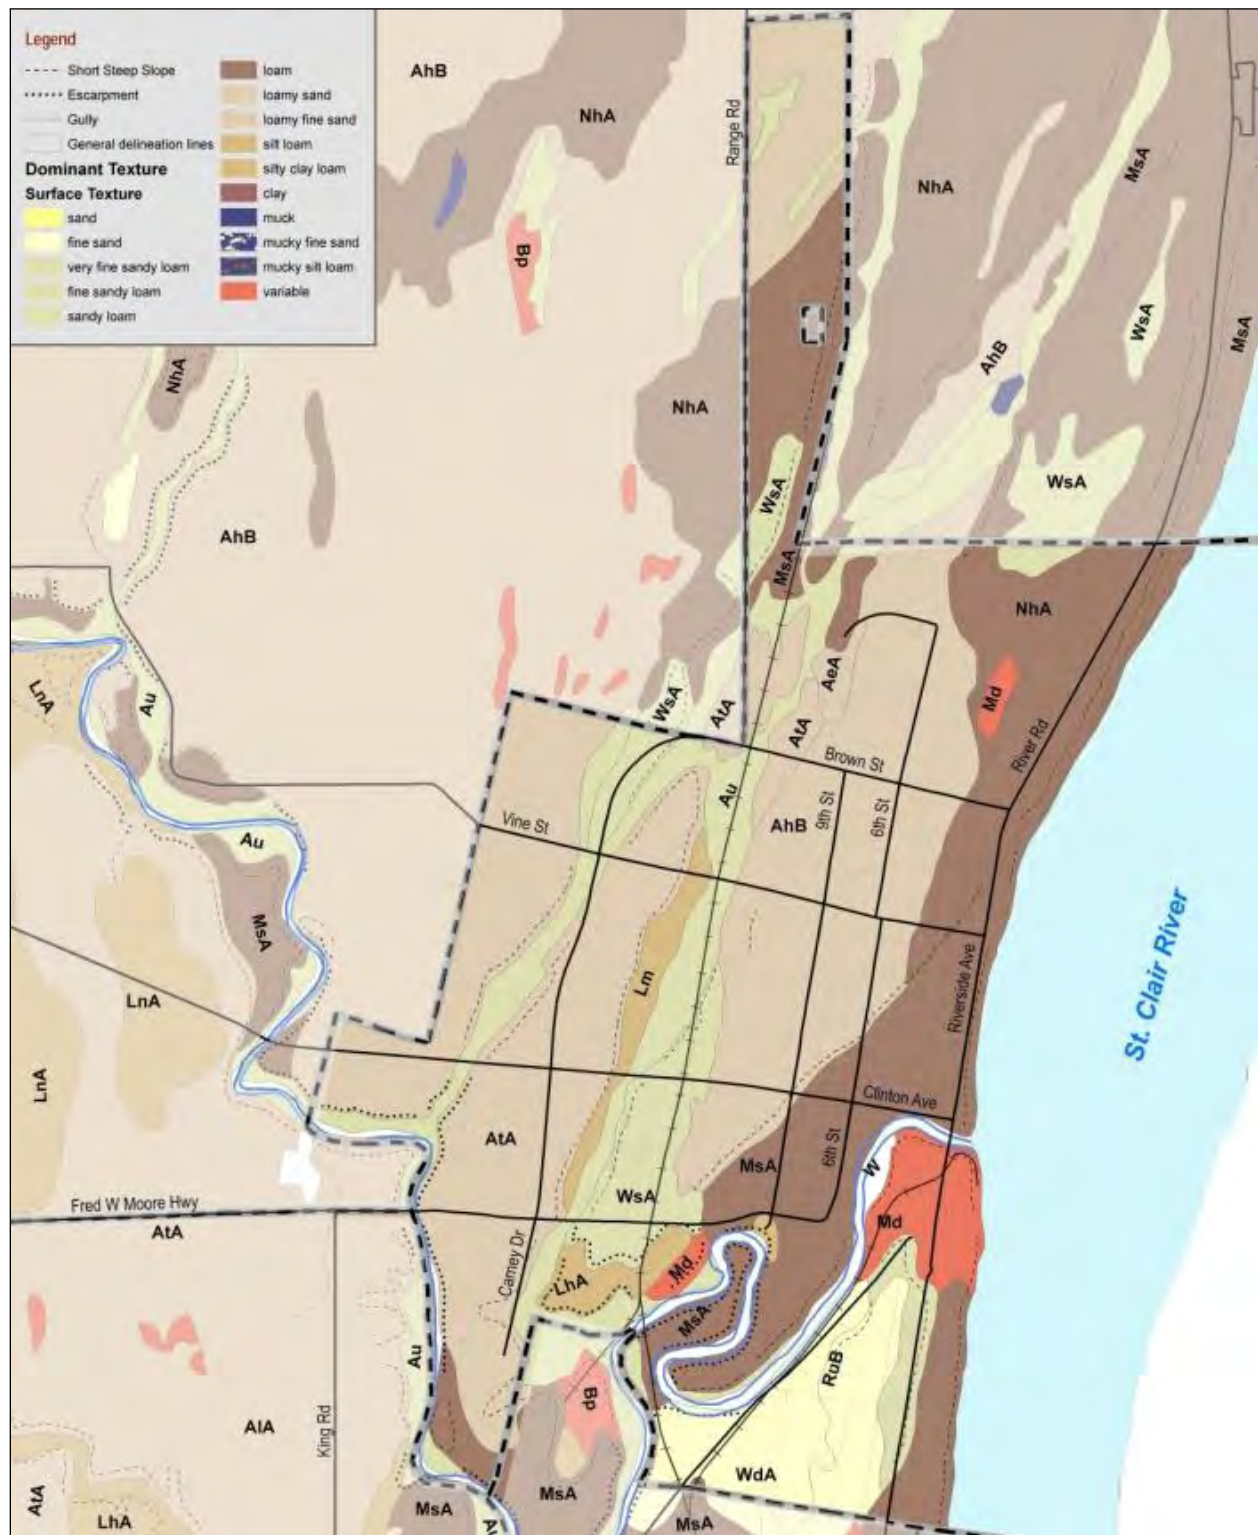 Legend
Short Steep Slope
Escarpment
Gully
General delineation lines
Dominant Texture
Surface Texture
sand
fine sand
very fine sandy loam
fine sandy loam
sandy loam
loam
loamy sand
loamy fine sand
silt loam
silty clay loam
clay
muck
mucky fine sand
mucky silt loam
variable
AhB
NhA
Range Rd
NhA
MsA
Bp
WsA
MsA
AhB
NhA
NhA
WsA
WsA
AhB
MsA
NhA
LnA
Au
WsA
AtA
AtA
AeA
Md
River Rd
Brown St
Au
Vine St
AhB
9th St
6th St
Au
MsA
Lm
LnA
Riverside Ave
St. Clair River
LnA
Clinton Ave
AtA
MsA
6th St
W
WsA
Fred W Moore Hwy
AtA
Md
Carney Dr
LhA
Md
MsA
Au
RuB
Bp
AlA
King Rd
WdA
AtA
MsA
MsA
LhA
MsA